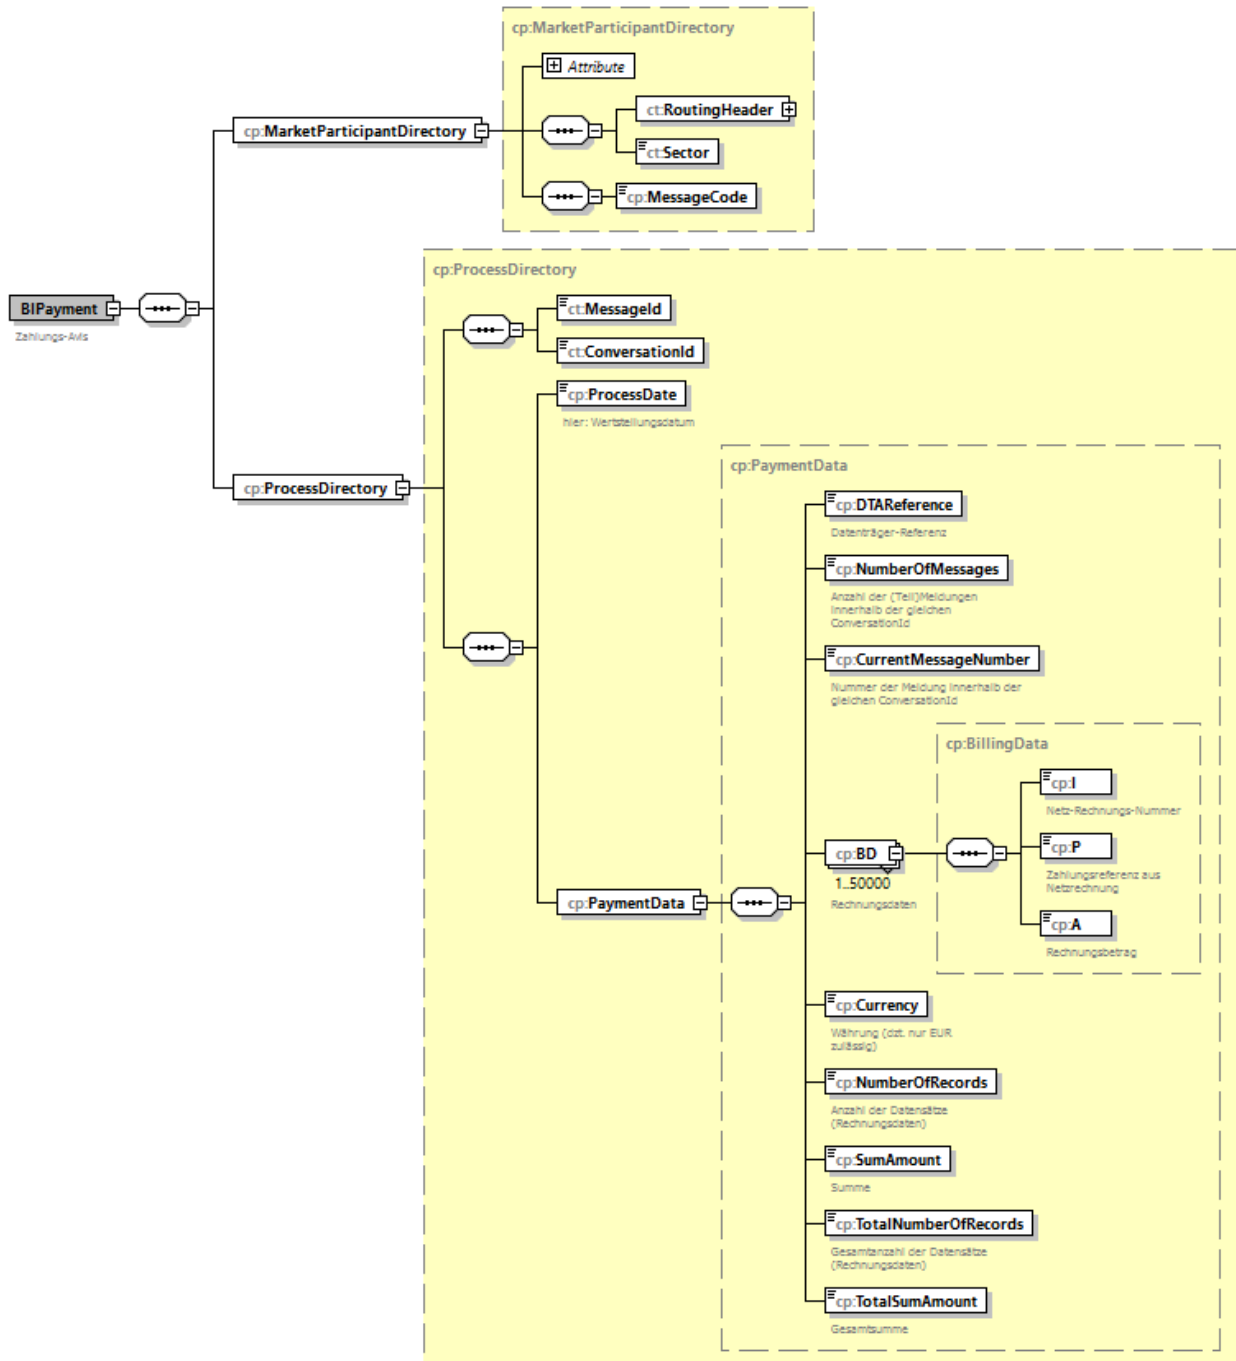 cp:MarketParticipantDirectory
Attribute
ct:RoutingHeader
cp:MarketParticipantDirectory
ct:Sector
cp:MessageCode
cp:ProcessDirectory
BIPayment
Zahlungs-Avis
ct:MessageId
ct:ConversationId
cp:ProcessDate
hier: Wertstellungsdatum
cp:PaymentData
cp:ProcessDirectory
cp:DTAReference
Datenträger-Referenz
cp:NumberOfMessages
Anzahl der (Teil)Meldungen
innerhalb der gleichen
ConversationId
cp:CurrentMessageNumber
Nummer der Meldung innerhalb der
gleichen ConversationId
cp:BillingData
cp:I
Netz-Rechnungs-Nummer
cp:BD
1..50000
Rechnungsdaten
cp:P
Zahlungsreferenz aus
Netzrechnung
cp:PaymentData
cp:A
Rechnungsbetrag
cp:Currency
Währung (dzt. nur EUR
zulässig)
cp:NumberOfRecords
Anzahl der Datensätze
(Rechnungsdaten)
cp:SumAmount
Summe
cp:TotalNumberOfRecords
Gesamtanzahl der Datensätze
(Rechnungsdaten)
cp:TotalSumAmount
Gesamtsumme